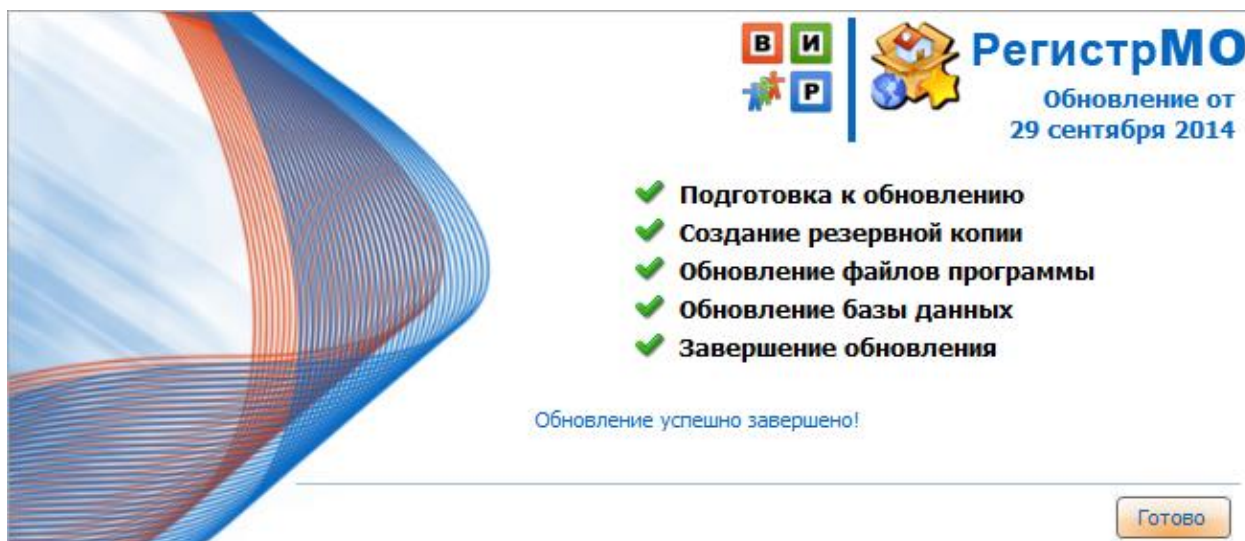 В И
Р
РегистрМО
Обновление от
29 сентября 2014
Подготовка к обновлению
Создание резервной копии
Обновление файлов программы
Обновление базы данных
Завершение обновления
Обновление успешно завершено!
Готово